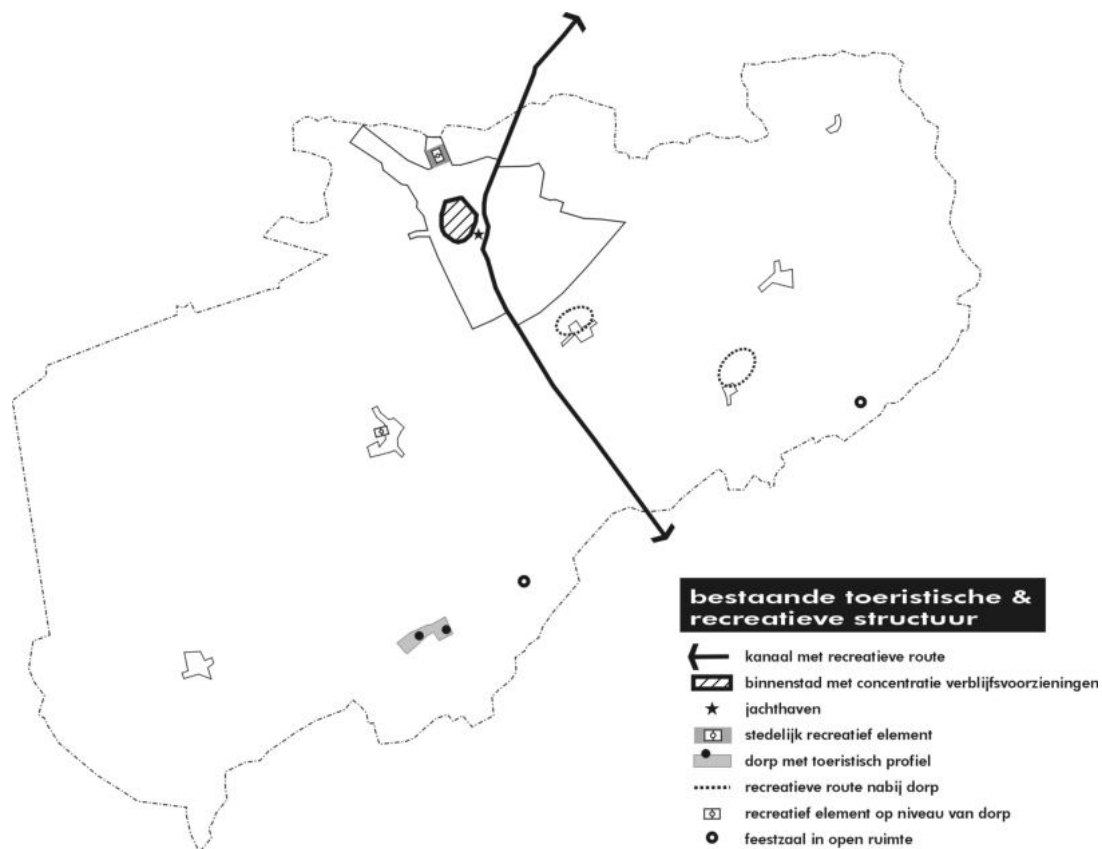 bestaande toeristische &
recreatieve structuur
kanaal met recreatieve route
binnenstad met concentratie verblijfsvoorzieningen
jachthaven
stedelijk recreatief element
dorp met toeristisch profiel
recreatieve route nabij dorp
recreatief element op niveau van dorp
feestzaal in open ruimte